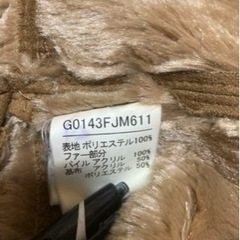 G0143FJM611
表地 ポリエステル100%
ファー部分
パイル アクリル 50%
基布 アクリル 50%
ポリエステル 50%